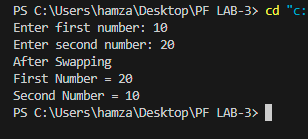 PS C:\Users\hamza\Desktop\PF LAB-3> cd "c:
Enter first number: 10
Enter second number: 20
After Swapping
First Number = 20
Second Number = 10
PS C:\Users\hamza\Desktop\PF LAB-3>